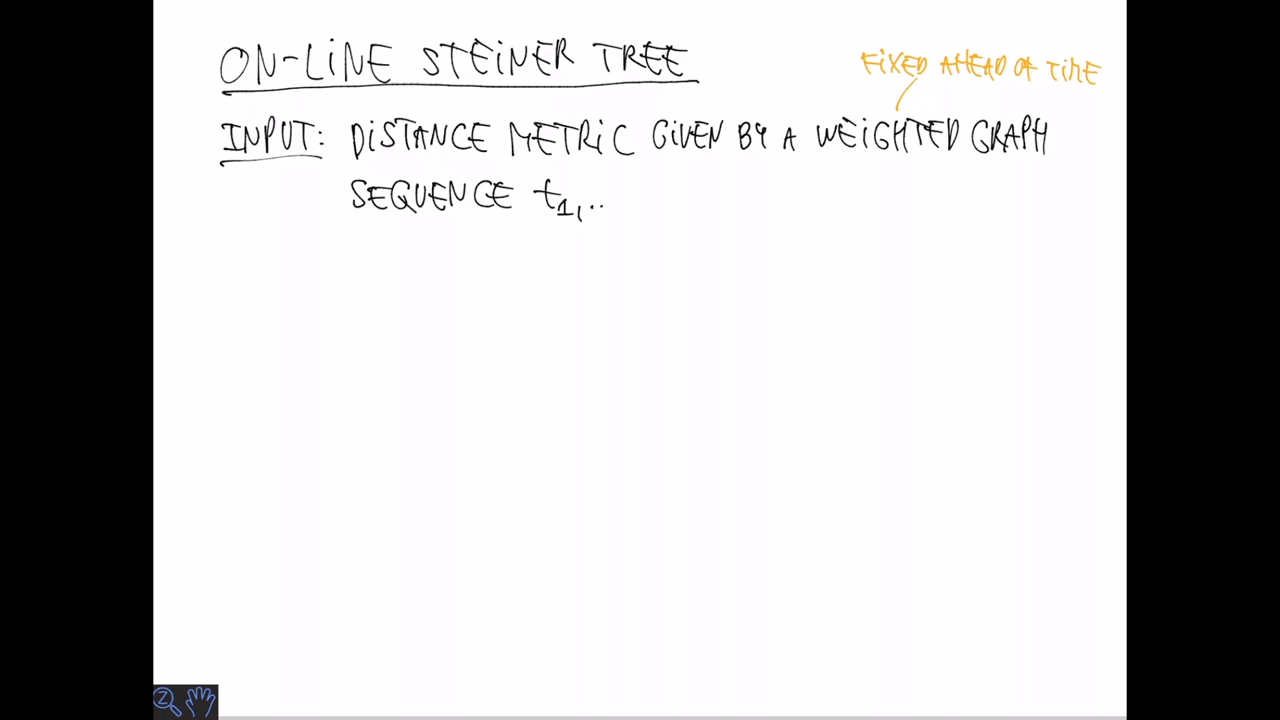 ON-LINE STEINER TREE
FIXED AHEAD OF TIME
INPUT: DISTANCE METRIC GIVEN BY A WEIGHTED GRAPH
SEQUENCE t₁,..